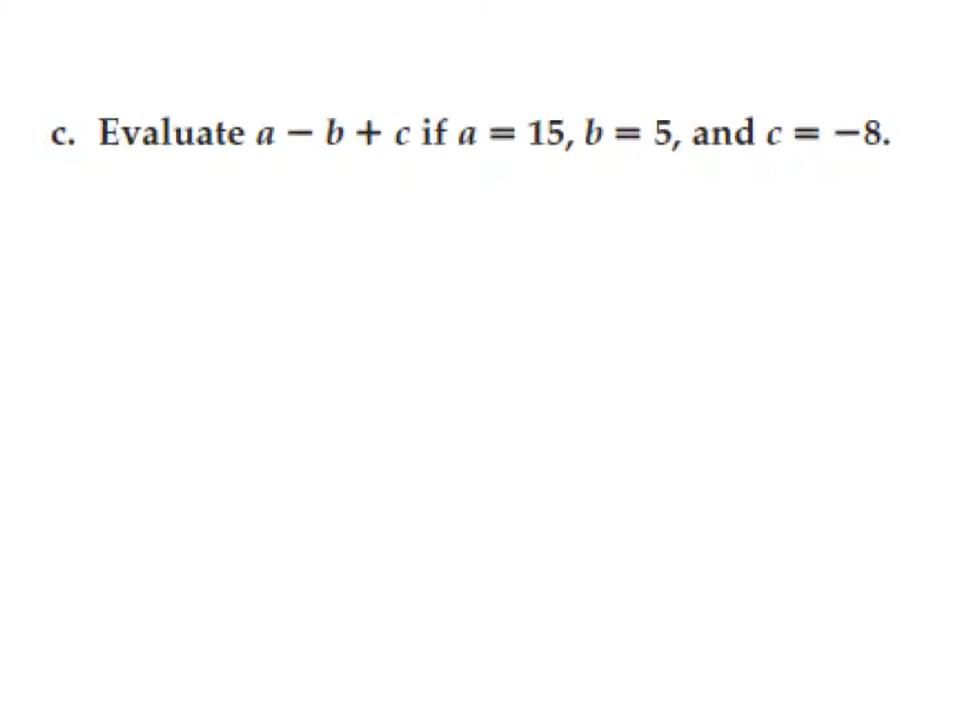 c. Evaluate a − b + c if a = 15, b = 5, and c = −8.